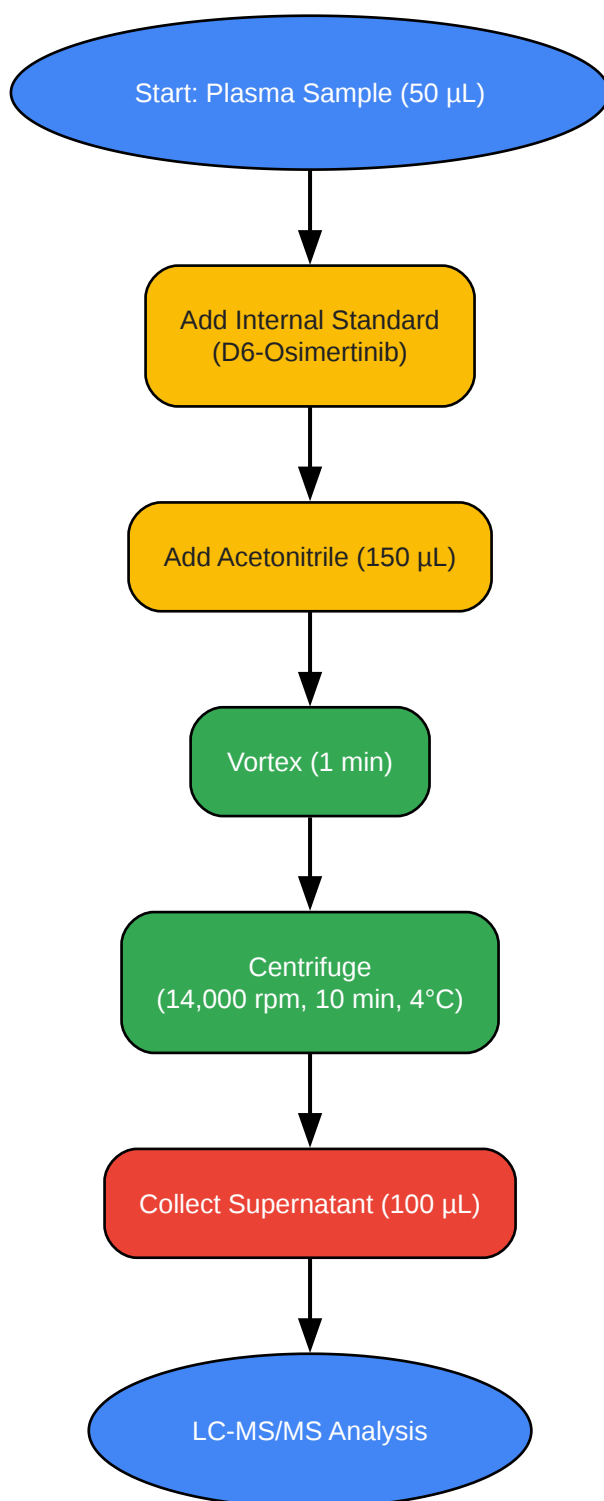 Start: Plasma Sample (50 µL)
Add Internal Standard
(D6-Osimertinib)
Add Acetonitrile (150 µL)
Vortex (1 min)
Centrifuge
(14,000 rpm, 10 min, 4°C)
Collect Supernatant (100 µL)
LC-MS/MS Analysis